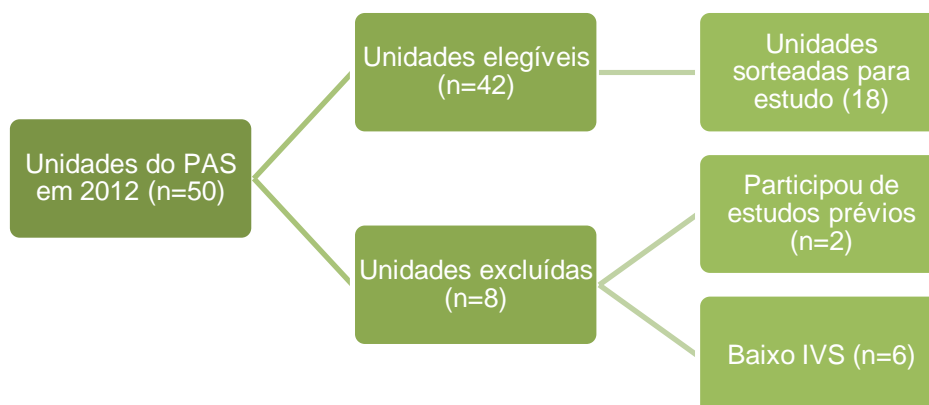 Unidades do PAS
em 2012 (n=50)
Unidades elegíveis
(n=42)
Unidades
sorteadas para
estudo (18)
Unidades excluídas
(n=8)
Participou de
estudos prévios
(n=2)
Baixo IVS (n=6)